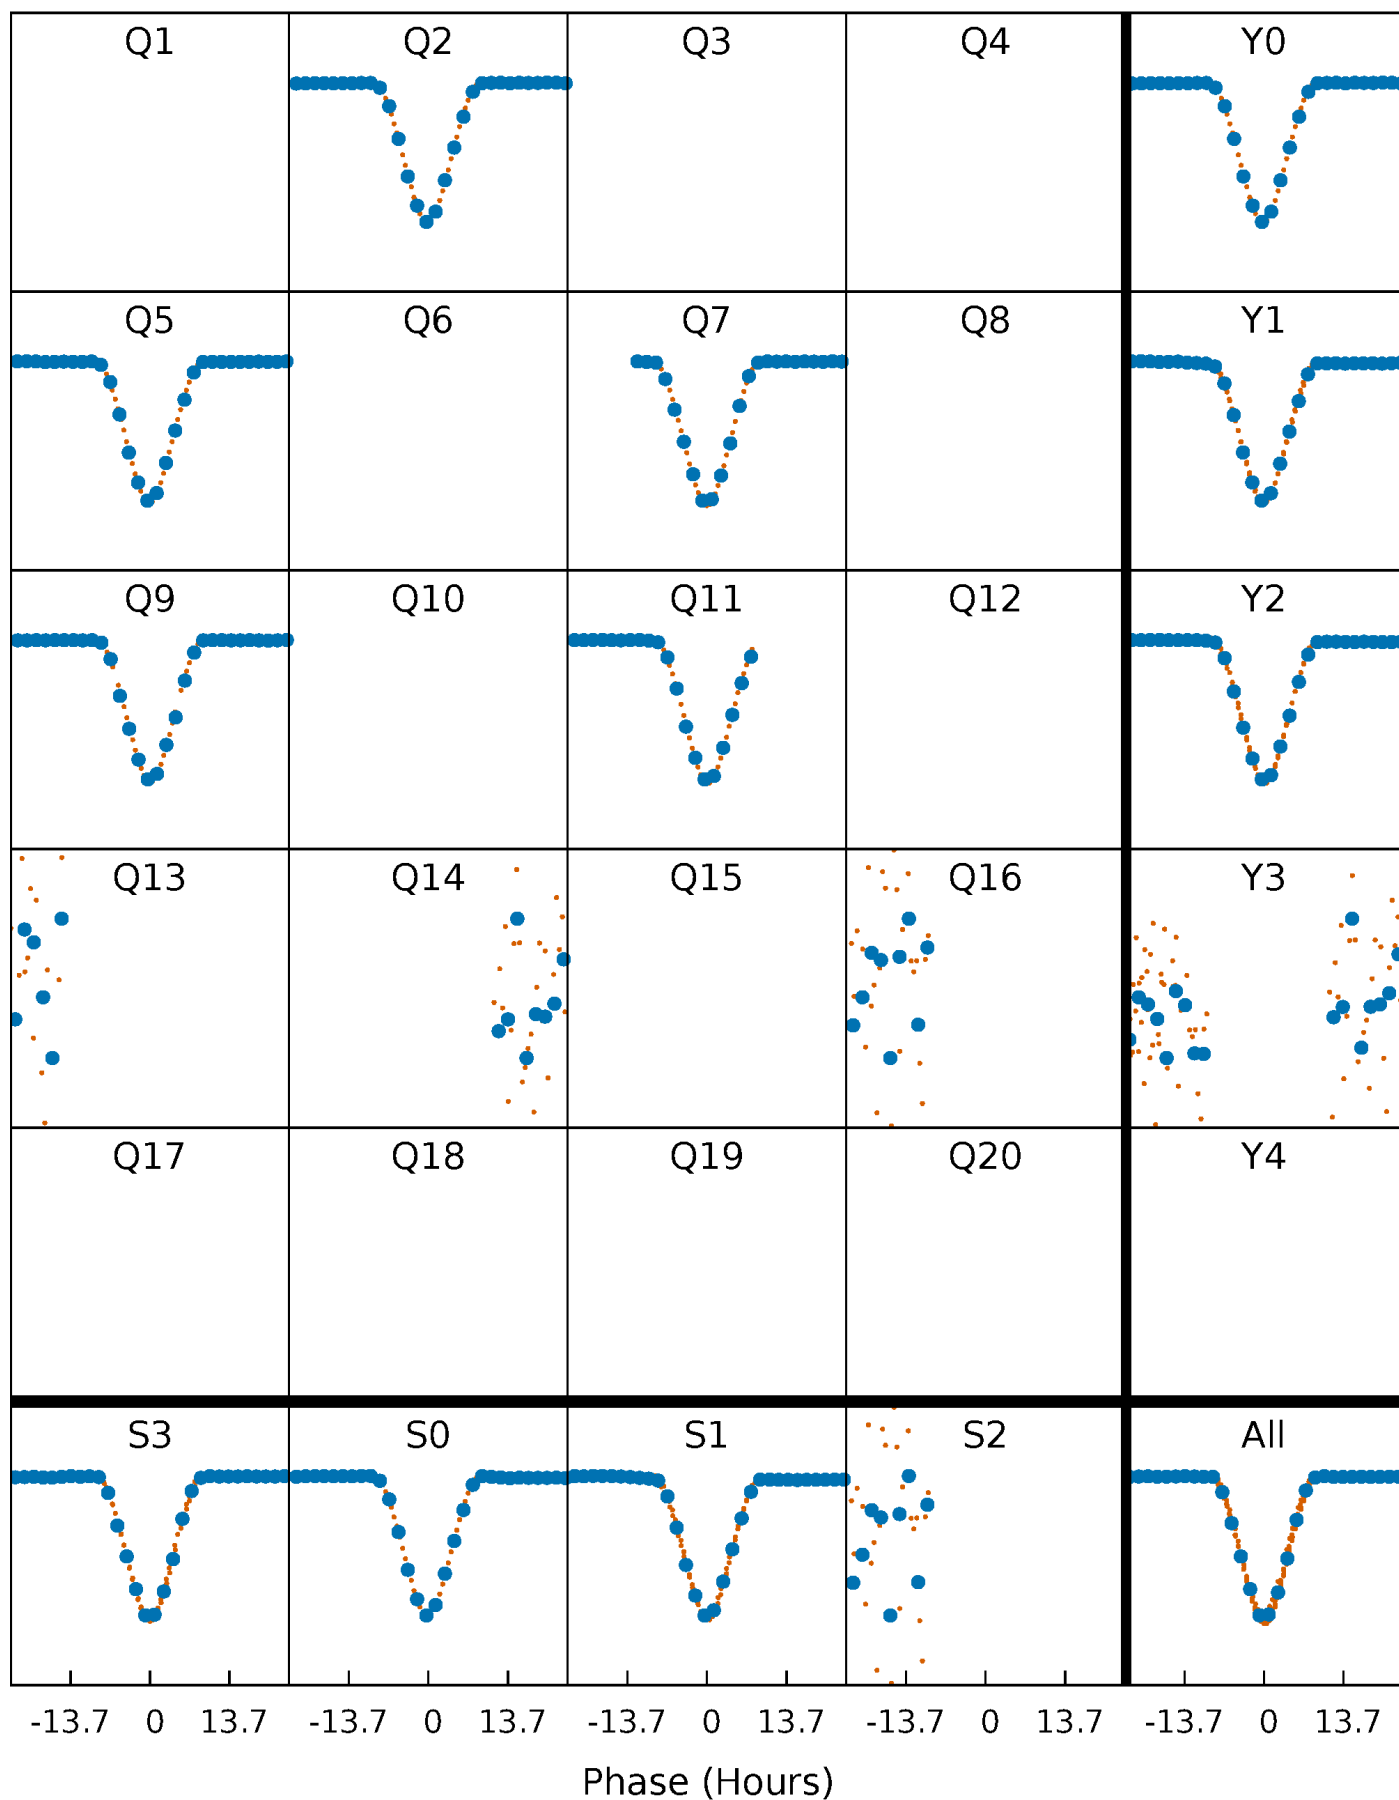 Q1 Q2 Q3 Q4 Y0
Q5 Q6 Q7 Q8 Y1
Q9 Q10 Q11 Q12 Y2
Q13 Q14 Q15 Q16 Y3
Q17 Q18 Q19 Q20 Y4
S3 S0 S1 S2 All
-13.7 0 13.7 -13.7 0 13.7 -13.7 0 13.7 -13.7 0 13.7 -13.7 0 13.7
Phase (Hours)